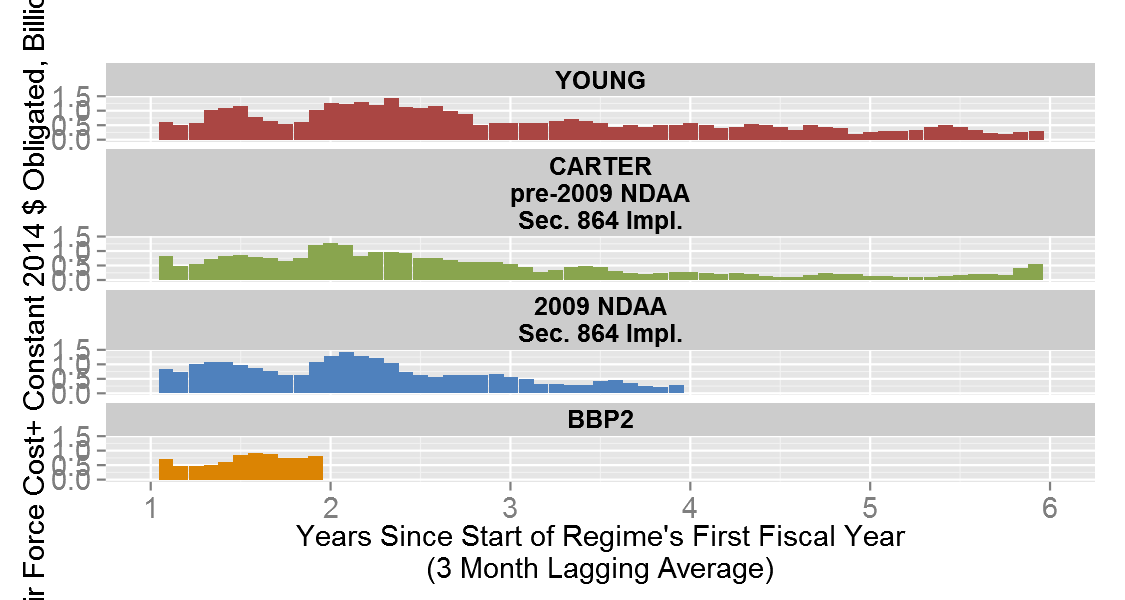 YOUNG
1.5
1.0
0.5
0.0
CARTER
pre-2009 NDAA
Sec. 864 Impl.
1.5
1.0
0.5
0.0
2009 NDAA
Sec. 864 Impl.
1.5
1.0
0.5
0.0
BBP2
1.5
1.0
0.5
0.0
ir Force Cost+ Constant 2014 $ Obligated, Billio
1 2 3 4 5 6
Years Since Start of Regime's First Fiscal Year
(3 Month Lagging Average)